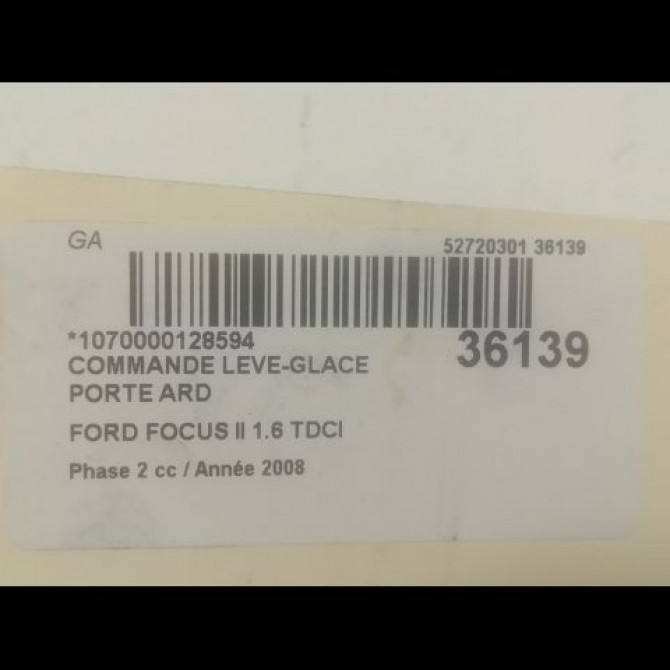 GA
52720301 36139
*1070000128594
36139
COMMANDE LEVE-GLACE
PORTE ARD
FORD FOCUS II 1.6 TDCI
Phase 2 cc / Année 2008